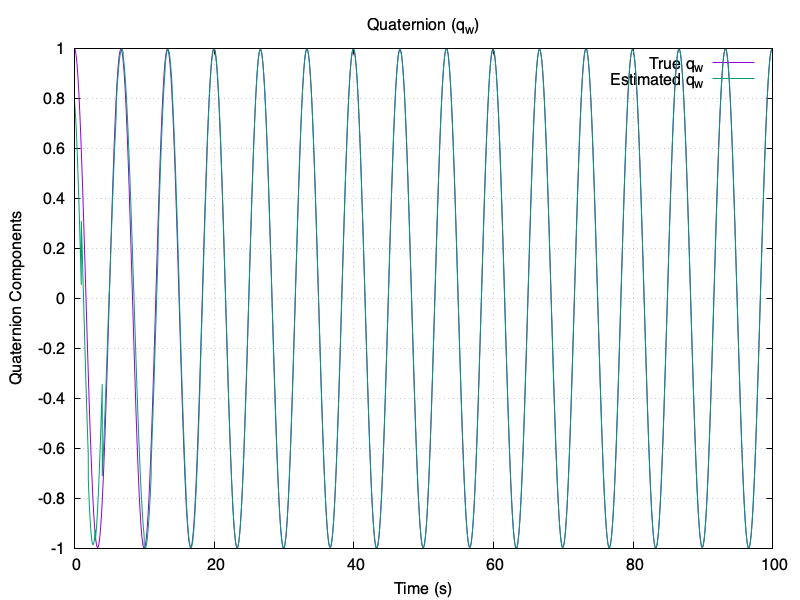 Quaternion (qw)
True qw
Estimated qw
1
0.8
0.6
0.4
0.2
0
-0.2
-0.4
-0.6
-0.8
-1
Quaternion Components
0 20 40 60 80 100
Time (s)